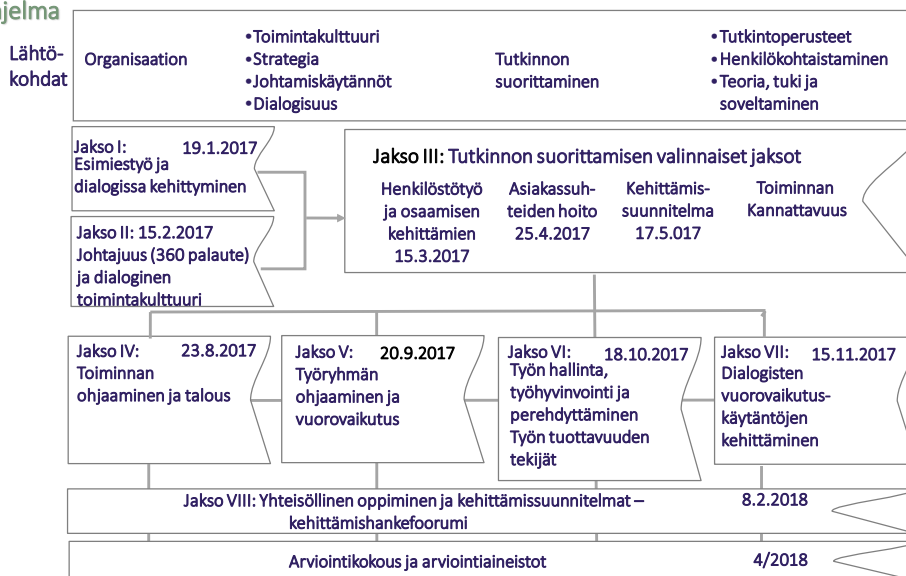 jelma
Lähtö-
kohdat
Organisaation
•Toimintakulttuuri
•Strategia
•Johtamiskäytännöt
•Dialogisuus
Tutkinnon
suorittaminen
•Tutkintoperusteet
•Henkilökohtaistaminen
•Teoria, tuki ja
soveltaminen
Jakso I: 19.1.2017
Esimiestyö ja
dialogissa kehittyminen
Jakso II: 15.2.2017
Johtajuus (360 palaute)
ja dialoginen
toimintakulttuuri
Jakso III: Tutkinnon suorittamisen valinnaiset jaksot
Henkilöstötyö
ja osaamisen
kehittämien
15.3.2017
Asiakassuh-
teiden hoito
25.4.2017
Kehittämis-
suunnitelma
17.5.017
Toiminnan
Kannattavuus
Jakso IV: 23.8.2017
Toiminnan
ohjaaminen ja talous
Jakso V: 20.9.2017
Työryhmän
ohjaaminen ja
vuorovaikutus
Jakso VI: 18.10.2017
Työn hallinta,
työhyvinvointi ja
perehdyttäminen
Työn tuottavuuden
tekijät
Jakso VII: 15.11.2017
Dialogisten
vuorovaikutus-
käytäntöjen
kehittäminen
Jakso VIII: Yhteisöllinen oppiminen ja kehittämissuunnitelmat – 8.2.2018
kehittämishankefoorumi
Arviointikokous ja arviointiaineistot 4/2018